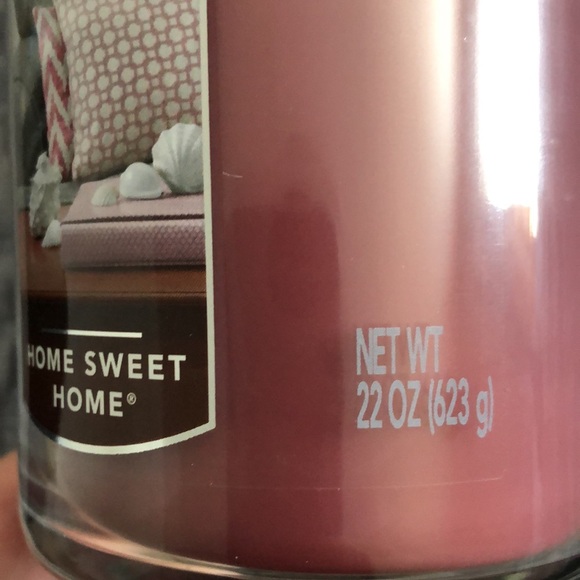 HOME SWEET
HOME®
NET WT
22 OZ (623 g)